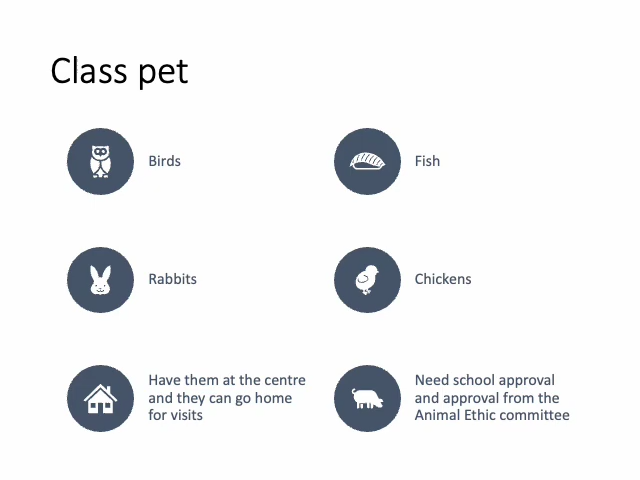 Class pet
Birds
Fish
Rabbits
Chickens
Have them at the centre
and they can go home
for visits
Need school approval
and approval from the
Animal Ethic committee